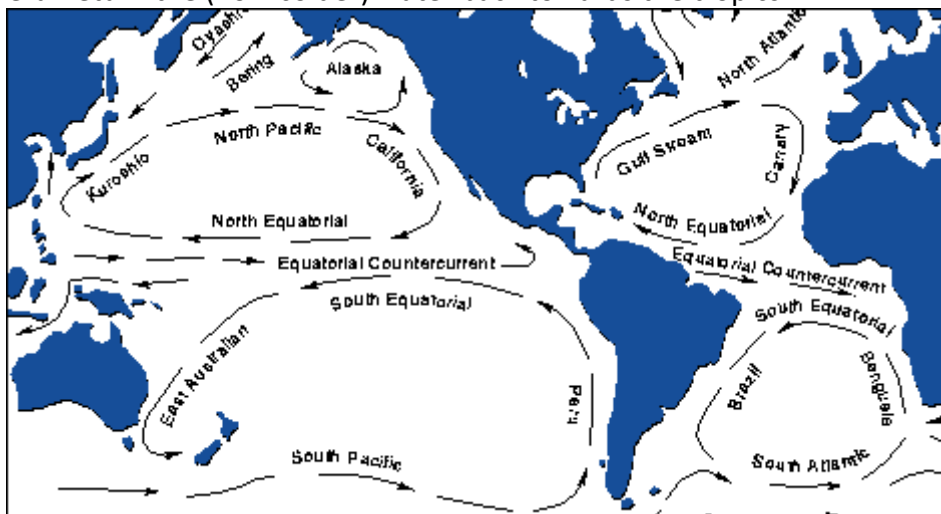 Oyashio
Bering
Alaska
North Atlantic
North Pacific
Kuroshio
California
Gulf Stream
Canary
North Equatorial
North Equatorial
Equatorial Countercurrent
Equatorial Countercurrent
South Equatorial
South Equatorial
East Australian
Peru
Brazil
Benguela
South Pacific
South Atlantic